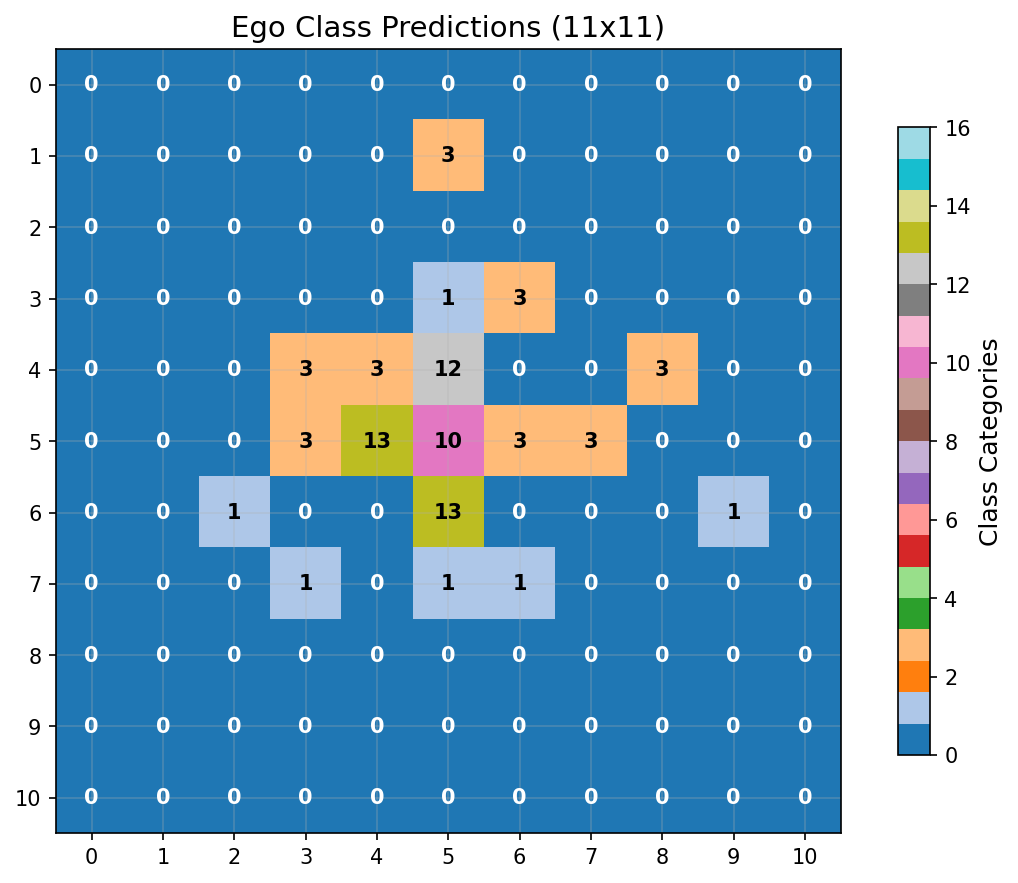 Ego Class Predictions (11x11)
0 0 0 0 0 0 0 0 0 0 0 0
1 0 0 0 0 0 3 0 0 0 0 0
2 0 0 0 0 0 0 0 0 0 0 0
3 0 0 0 0 0 1 3 0 0 0 0
4 0 0 0 3 3 12 0 0 3 0 0
5 0 0 0 3 13 10 3 3 0 0 0
6 0 0 1 0 0 13 0 0 0 1 0
7 0 0 0 1 0 1 1 0 0 0 0
8 0 0 0 0 0 0 0 0 0 0 0
9 0 0 0 0 0 0 0 0 0 0 0
10 0 0 0 0 0 0 0 0 0 0 0
0 1 2 3 4 5 6 7 8 9 10
16
14
12
10
8
6
4
2
0
Class Categories